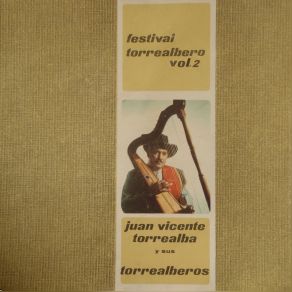 festival
torrealbero
vol.2
juan vicente
torrealba
y sus
torrealberos